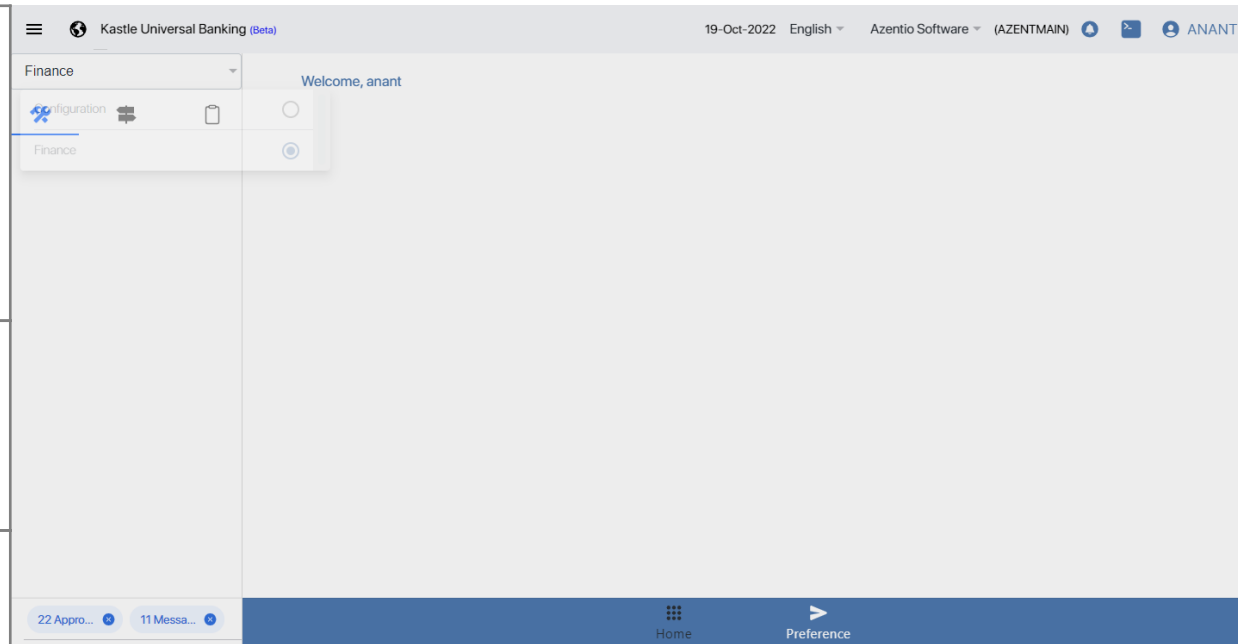 Kastle Universal Banking (Beta) 19-Oct-2022 English Azentio Software (AZENTMAIN) ANANT
Finance
Welcome, anant
Configuration
Finance
22 Appro... 11 Messa...
Home Preference